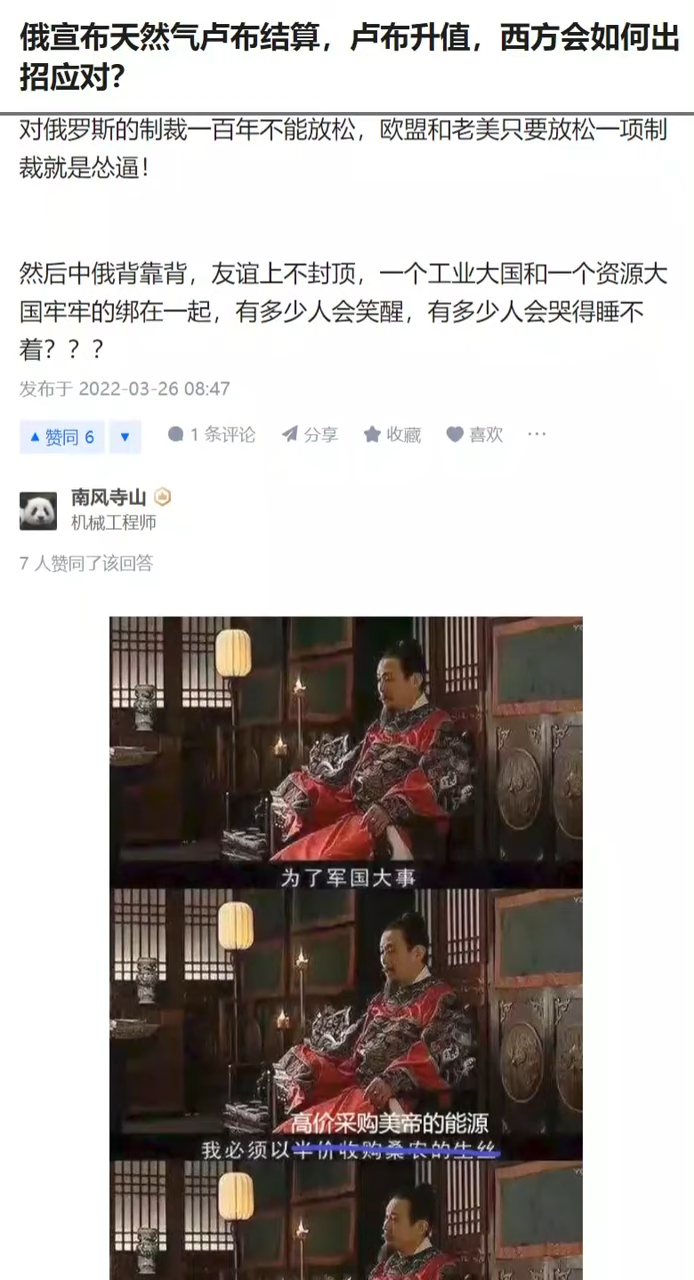 俄宣布天然气卢布结算，卢布升值，西方会如何出
招应对？
对俄罗斯的制裁一百年不能放松，欧盟和老美只要放松一项制
裁就是怂逼！
然后中俄背靠背，友谊上不封顶，一个工业大国和一个资源大
国牢牢的绑在一起，有多少人会笑醒，有多少人会哭得睡不
着？？？
发布于 2022-03-26 08:47
赞同 6
1 条评论
分享
收藏
喜欢
···
南风寺山
机械工程师
7 人赞同了该回答
为了军国大事
高价采购美帝的能源
我必须以半价收购桑农的生丝